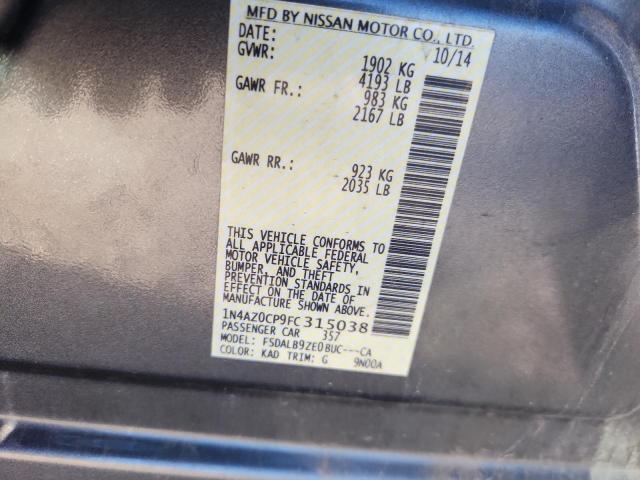 MFD BY NISSAN MOTOR CO., LTD.
DATE: 10/14
GVWR: 1902 KG
4193 LB
GAWR FR.: 983 KG
2167 LB
GAWR RR.: 923 KG
2035 LB
THIS VEHICLE CONFORMS TO
ALL APPLICABLE FEDERAL
MOTOR VEHICLE SAFETY,
BUMPER, AND THEFT
PREVENTION STANDARDS IN
EFFECT ON THE DATE OF
MANUFACTURE SHOWN ABOVE.
1N4AZ0CP9FC315038
PASSENGER CAR 357
MODEL: FSDALB9ZE0BUC---CA
COLOR: KAD TRIM: G 9N00A